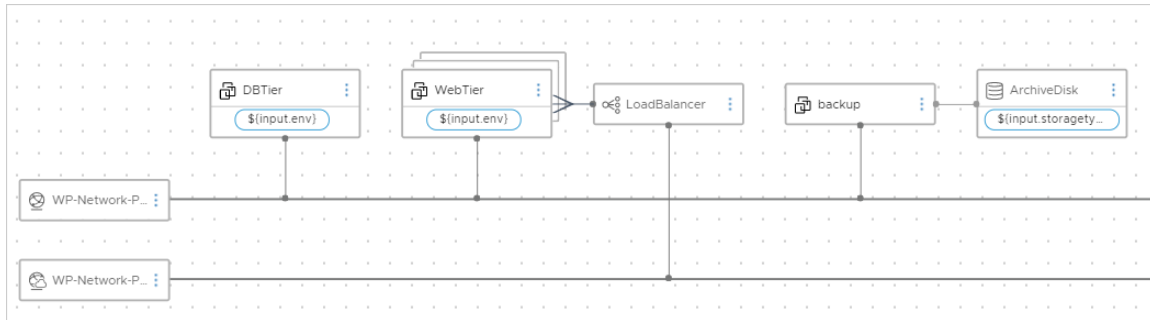 DBTier
${input.env}
WebTier
${input.env}
LoadBalancer
backup
ArchiveDisk
${input.storagety...
WP-Network-P...
WP-Network-P...